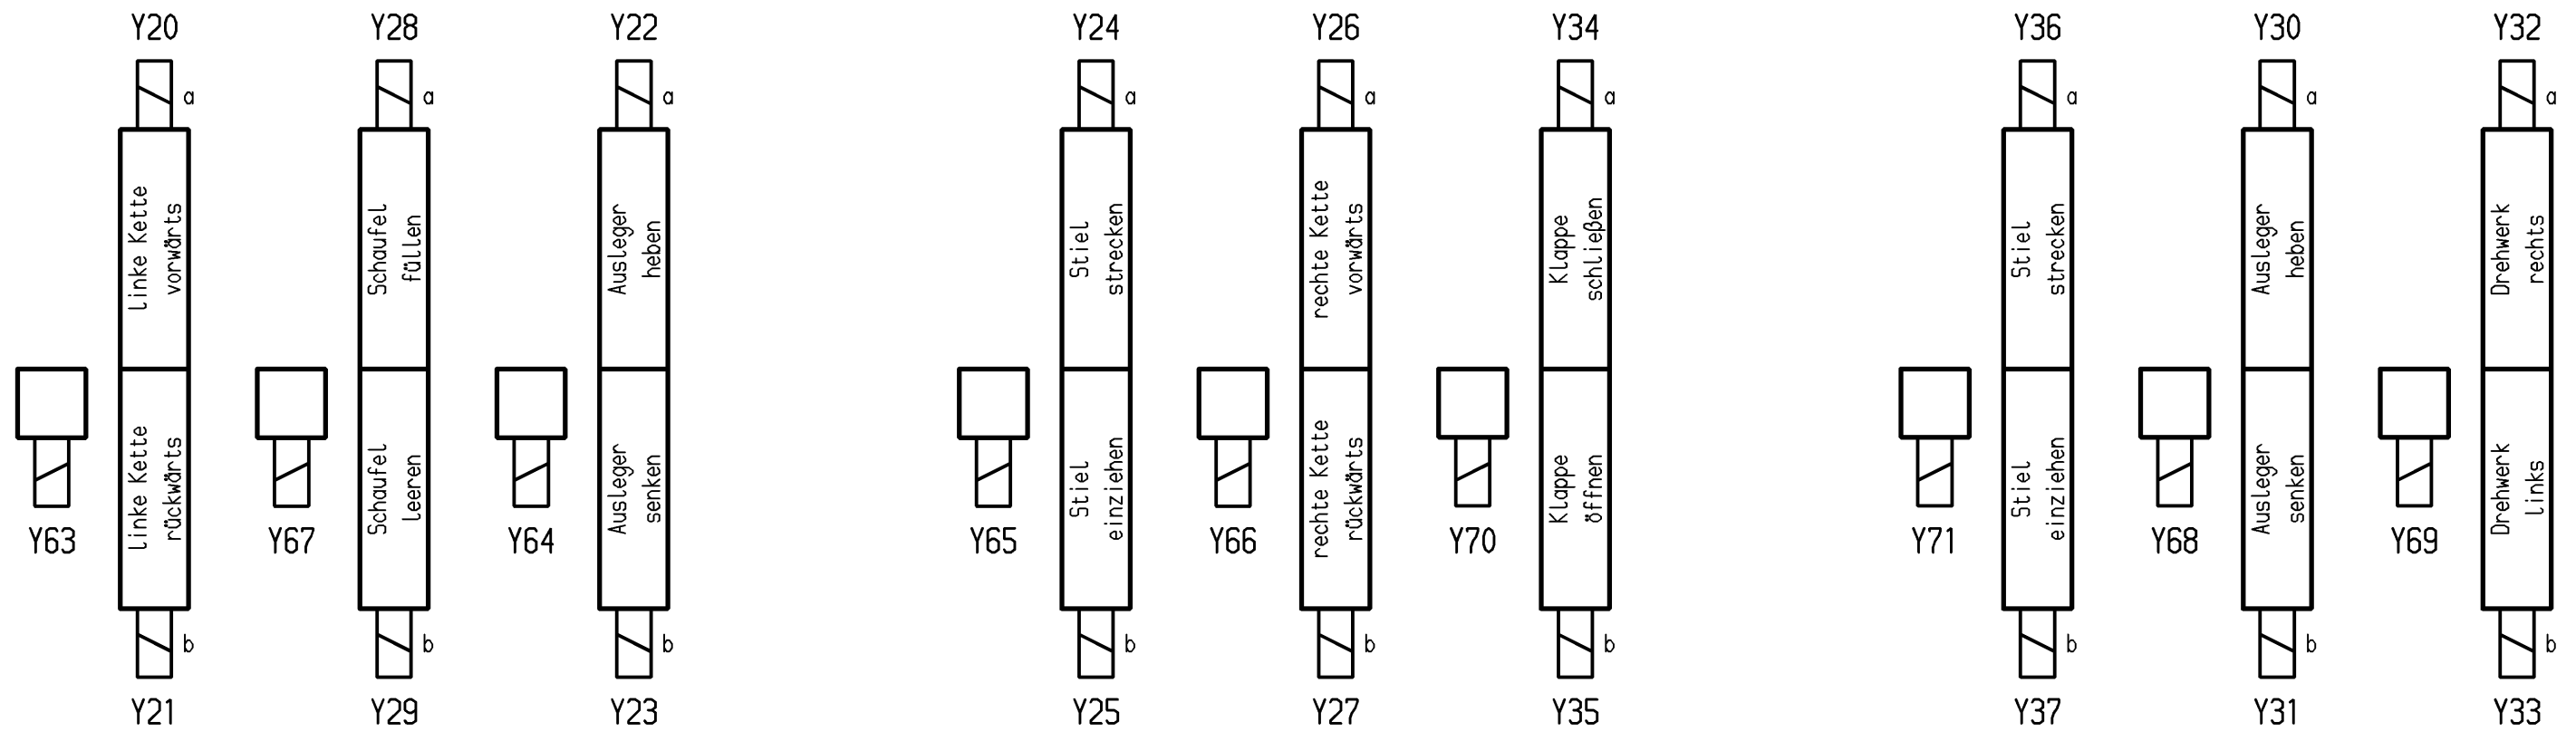 Y20
Y28
Y22
Y24
Y26
Y34
Y36
Y30
Y32
a
a
a
a
a
a
a
a
a
linke Kette
vorwärts
Schaufel
füllen
Ausleger
heben
Stiel
strecken
rechte Kette
vorwärts
Klappe
schließen
Stiel
strecken
Ausleger
heben
Drehwerk
rechts
linke Kette
rückwärts
Schaufel
leeren
Ausleger
senken
Stiel
einziehen
rechte Kette
rückwärts
Klappe
öffnen
Stiel
einziehen
Ausleger
senken
Drehwerk
links
Y63
Y67
Y64
Y65
Y66
Y70
Y71
Y68
Y69
b
b
b
b
b
b
b
b
b
Y21
Y29
Y23
Y25
Y27
Y35
Y37
Y31
Y33